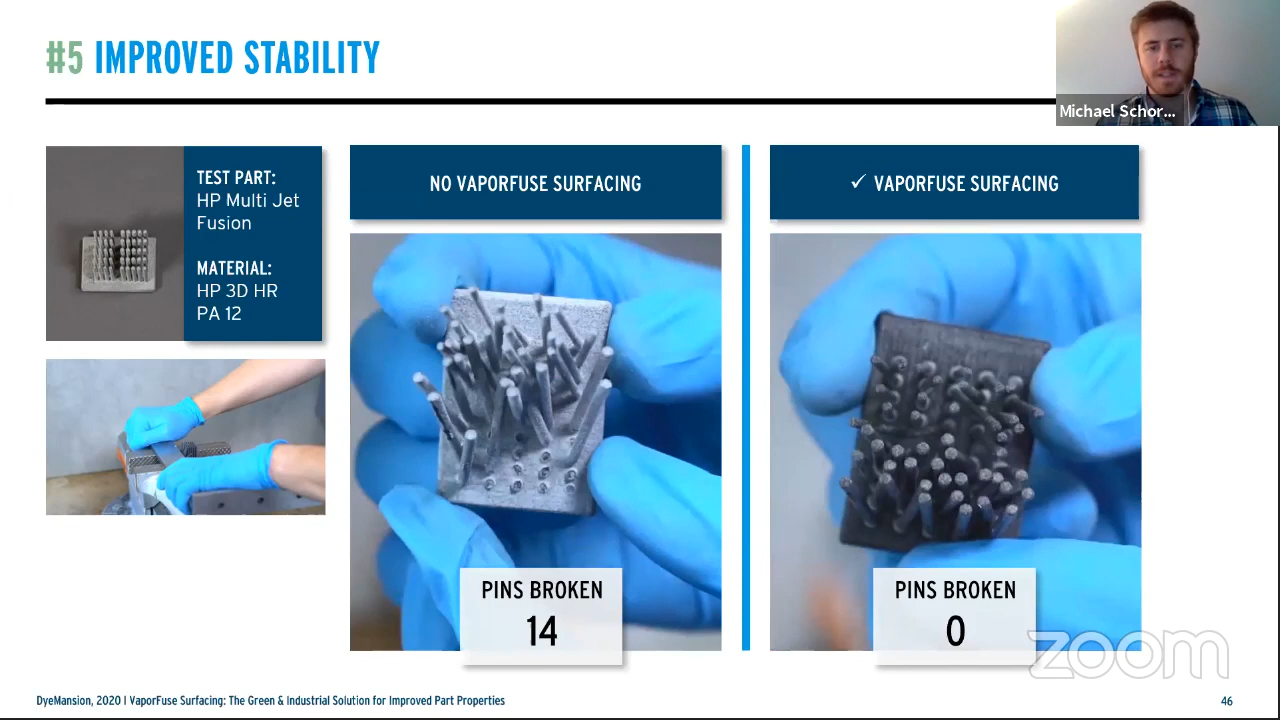 #5 IMPROVED STABILITY
Michael Schor...
TEST PART:
HP Multi Jet
Fusion
MATERIAL:
HP 3D HR
PA 12
NO VAPORFUSE SURFACING
✓ VAPORFUSE SURFACING
PINS BROKEN
14
PINS BROKEN
0
zoom
DyeMansion, 2020 I VaporFuse Surfacing: The Green & Industrial Solution for Improved Part Properties
46